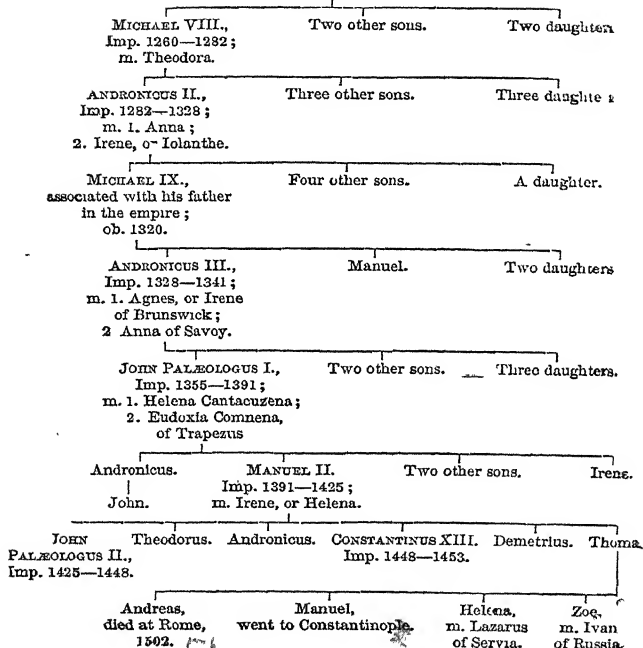 MICHAEL VIII., Two other sons. Two daughters
Imp. 1260—1282;
m. Theodora.
ANDRONICUS II., Three other sons. Three
Imp. 1282—1328;
m. 1. Anna;
2. Irene, or Iolanthe.
MICHAEL IX., Four other sons. A daughter.
associated with his father
in the empire;
ob. 1320.
ANDRONICUS III., Manuel. Two daughters
Imp. 1328—1341;
m. 1. Agnes, or Irene
of Brunswick;
2 Anna of Savoy.
JOHN PALÆOLOGUS I., Two other sons. Three daughters.
Imp. 1355—1391;
m. 1. Helena Cantacuzena;
2. Eudoxia Comnena,
of Trapezus
Andronicus. MANUEL II. Two other sons. Irene.
Imp. 1391—1425;
John. m. Irene, or Helena.
JOHN Theodorus. Andronicus. CONSTANTINUS XIII. Demetrius. Thoma
PALÆOLOGUS II., Imp. 1448—1453.
Imp. 1425—1448.
Andreas, Manuel, Helena, Zoe,
died at Rome, went to Constantinople. m. Lazarus m. Ivan
1502. of Servia. of Russia.